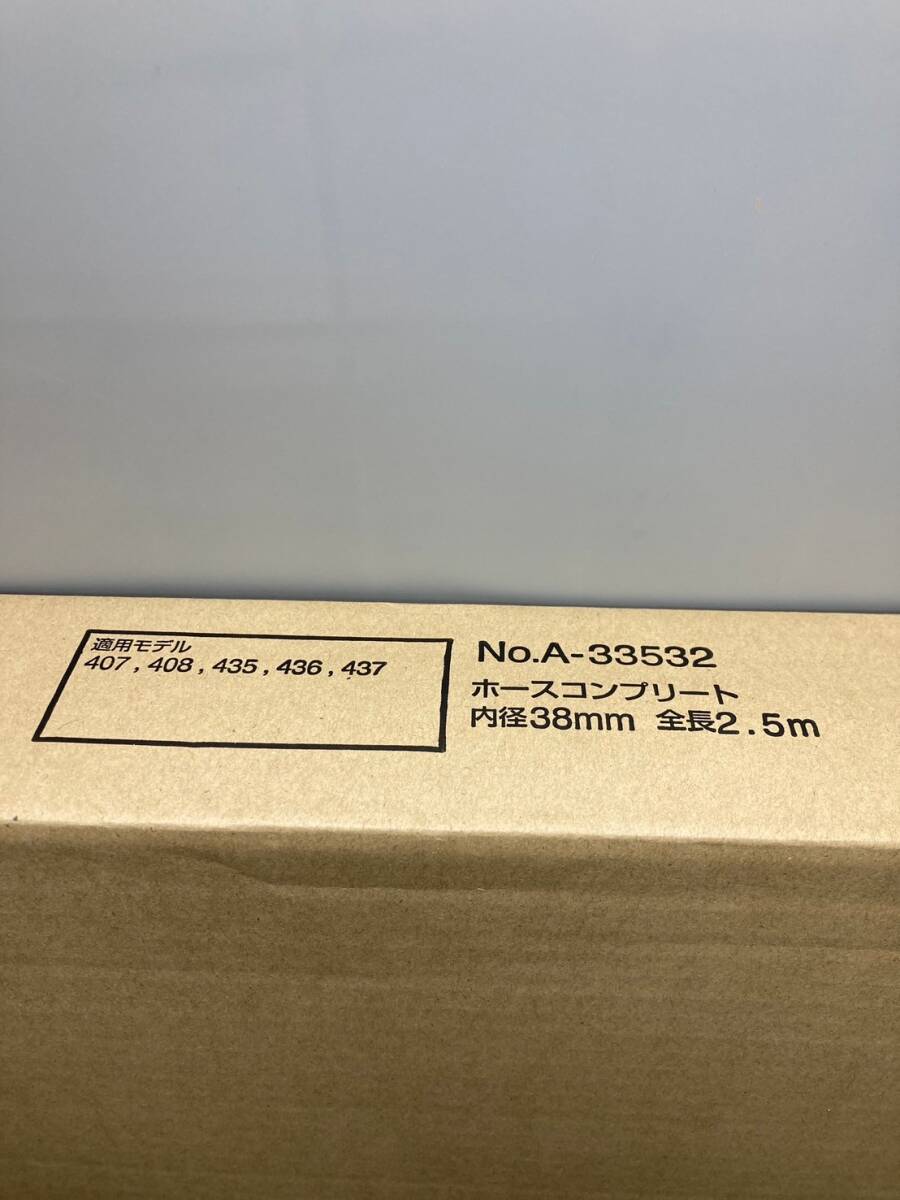 適用モデル
407,408,435,436,437
No.A-33532
ホースコンプリート
内径38mm 全長2.5m